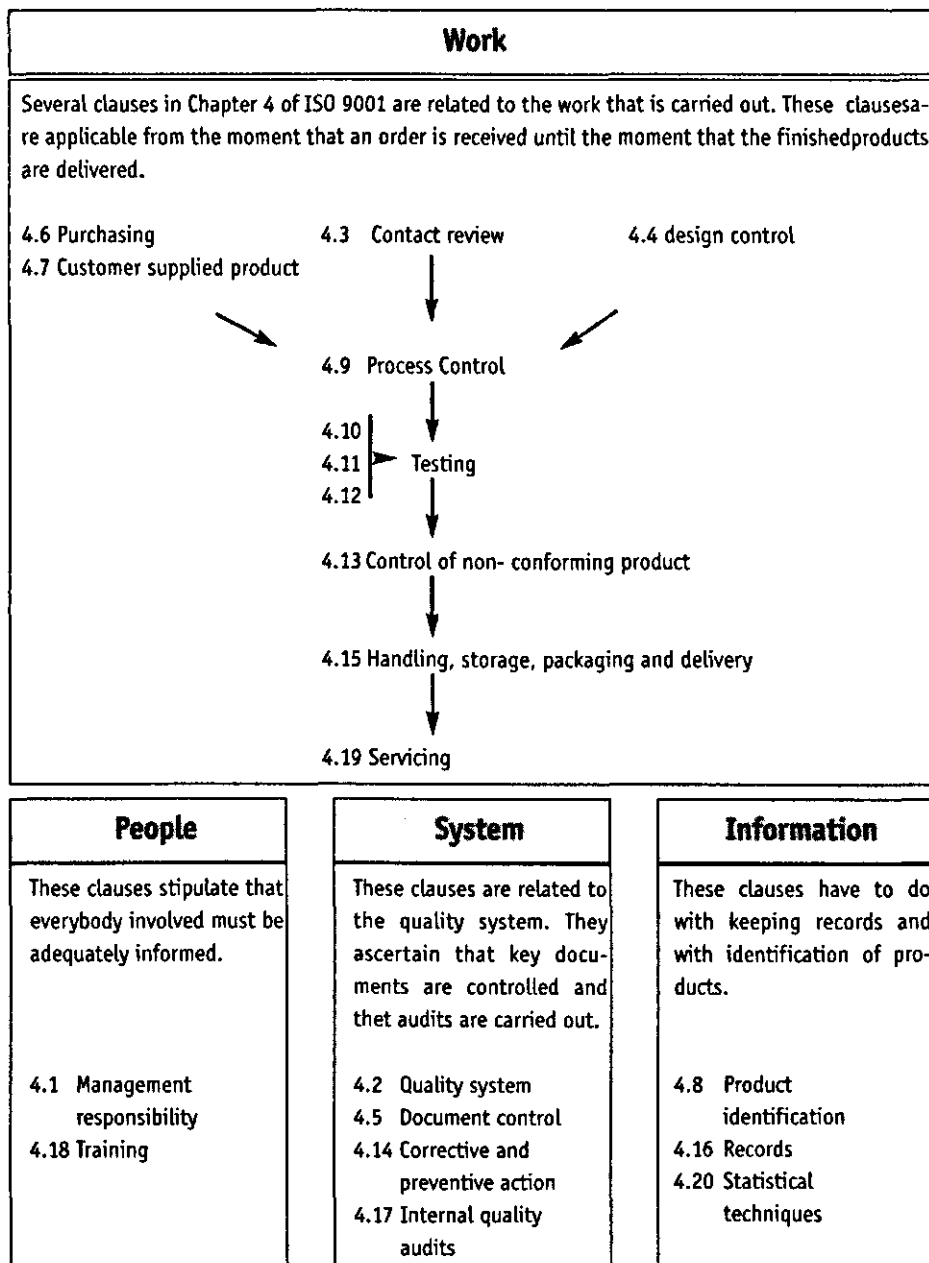 Work
Several clauses in Chapter 4 of ISO 9001 are related to the work that is carried out. These clausesa-
re applicable from the moment that an order is received until the moment that the finishedproducts
are delivered.
4.6 Purchasing
4.7 Customer supplied product
4.3 Contact review
4.4 design control
4.9 Process Control
4.10
4.11 Testing
4.12
4.13 Control of non- conforming product
4.15 Handling, storage, packaging and delivery
4.19 Servicing
People
These clauses stipulate that
everybody involved must be
adequately informed.
4.1 Management
responsibility
4.18 Training
System
These clauses are related to
the quality system. They
ascertain that key docu-
ments are controlled and
thet audits are carried out.
4.2 Quality system
4.5 Document control
4.14 Corrective and
preventive action
4.17 Internal quality
audits
Information
These clauses have to do
with keeping records and
with identification of pro-
ducts.
4.8 Product
identification
4.16 Records
4.20 Statistical
techniques